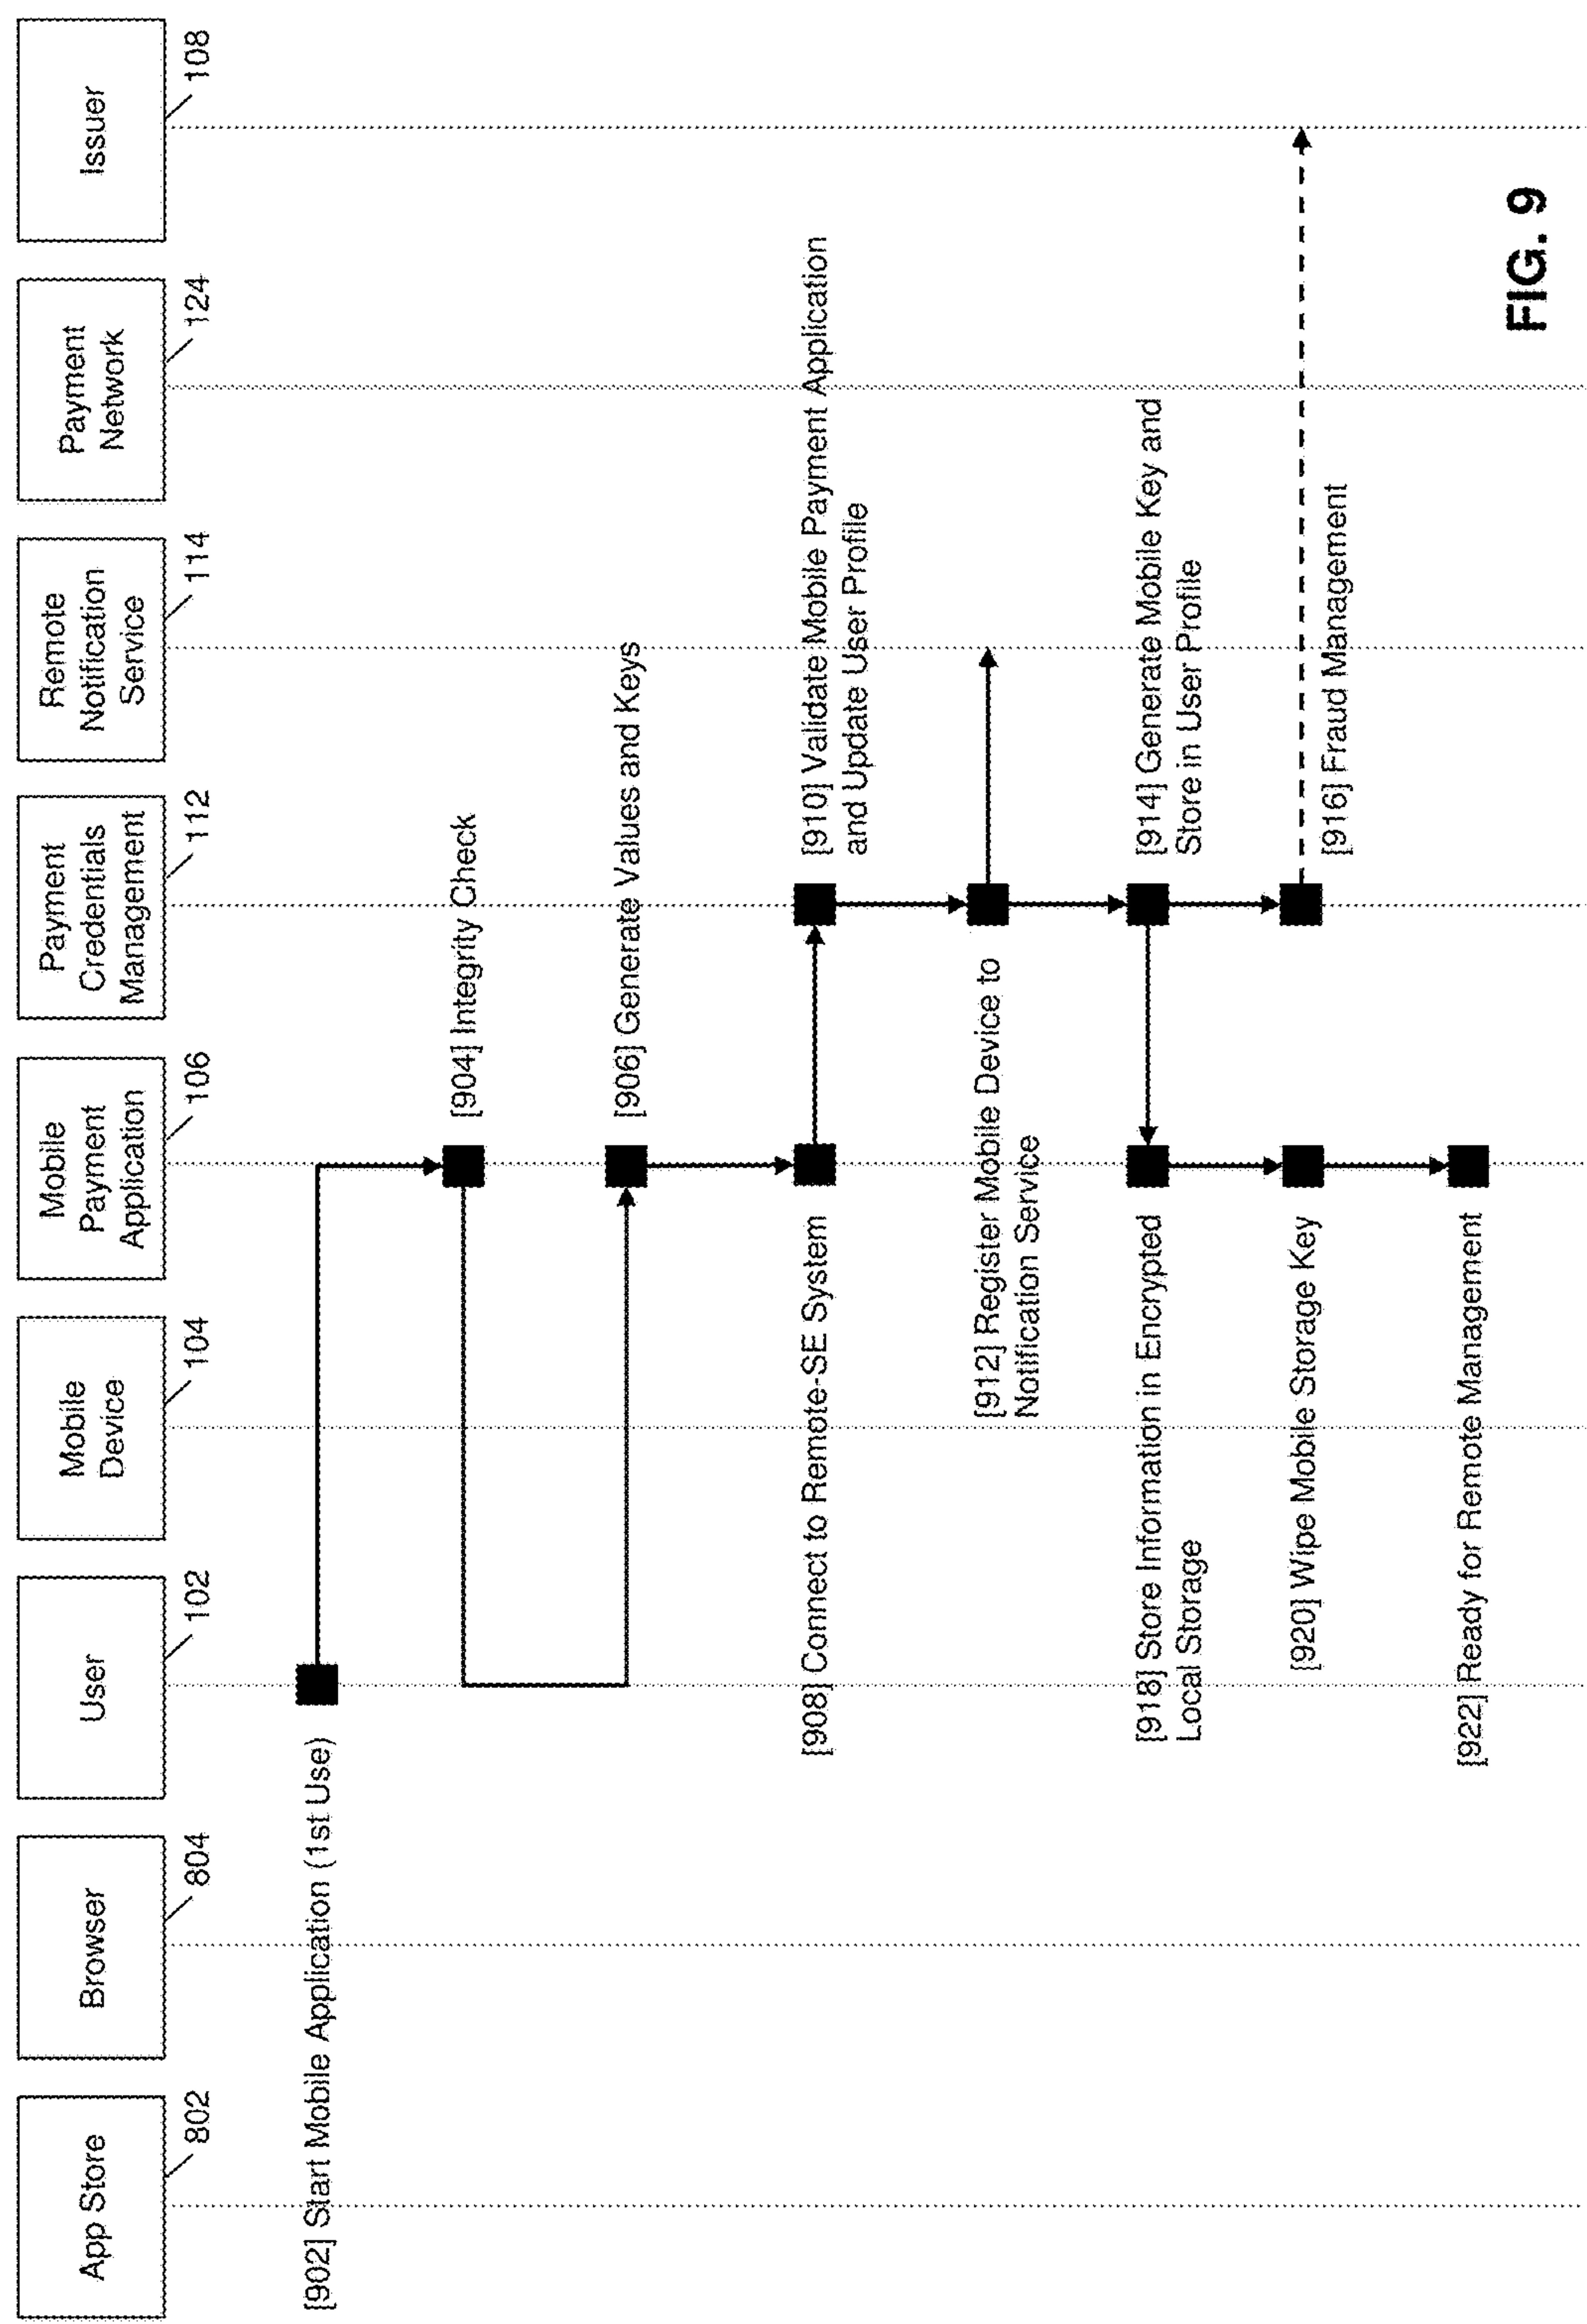 App Store
802
Browser
804
User
102
Mobile
Device
104
Mobile
Payment
Application
106
Payment
Credentials
Management
112
Remote
Notification
Service
114
Payment
Network
124
Issuer
108
[902] Start Mobile Application (1st Use)
[904] Integrity Check
[906] Generate Values and Keys
[908] Connect to Remote-SE System
[910] Validate Mobile Payment Application
and Update User Profile
[912] Register Mobile Device to
Notification Service
[914] Generate Mobile Key and
Store in User Profile
[918] Store Information in Encrypted
Local Storage
[916] Fraud Management
[920] Wipe Mobile Storage Key
[922] Ready for Remote Management
FIG. 9